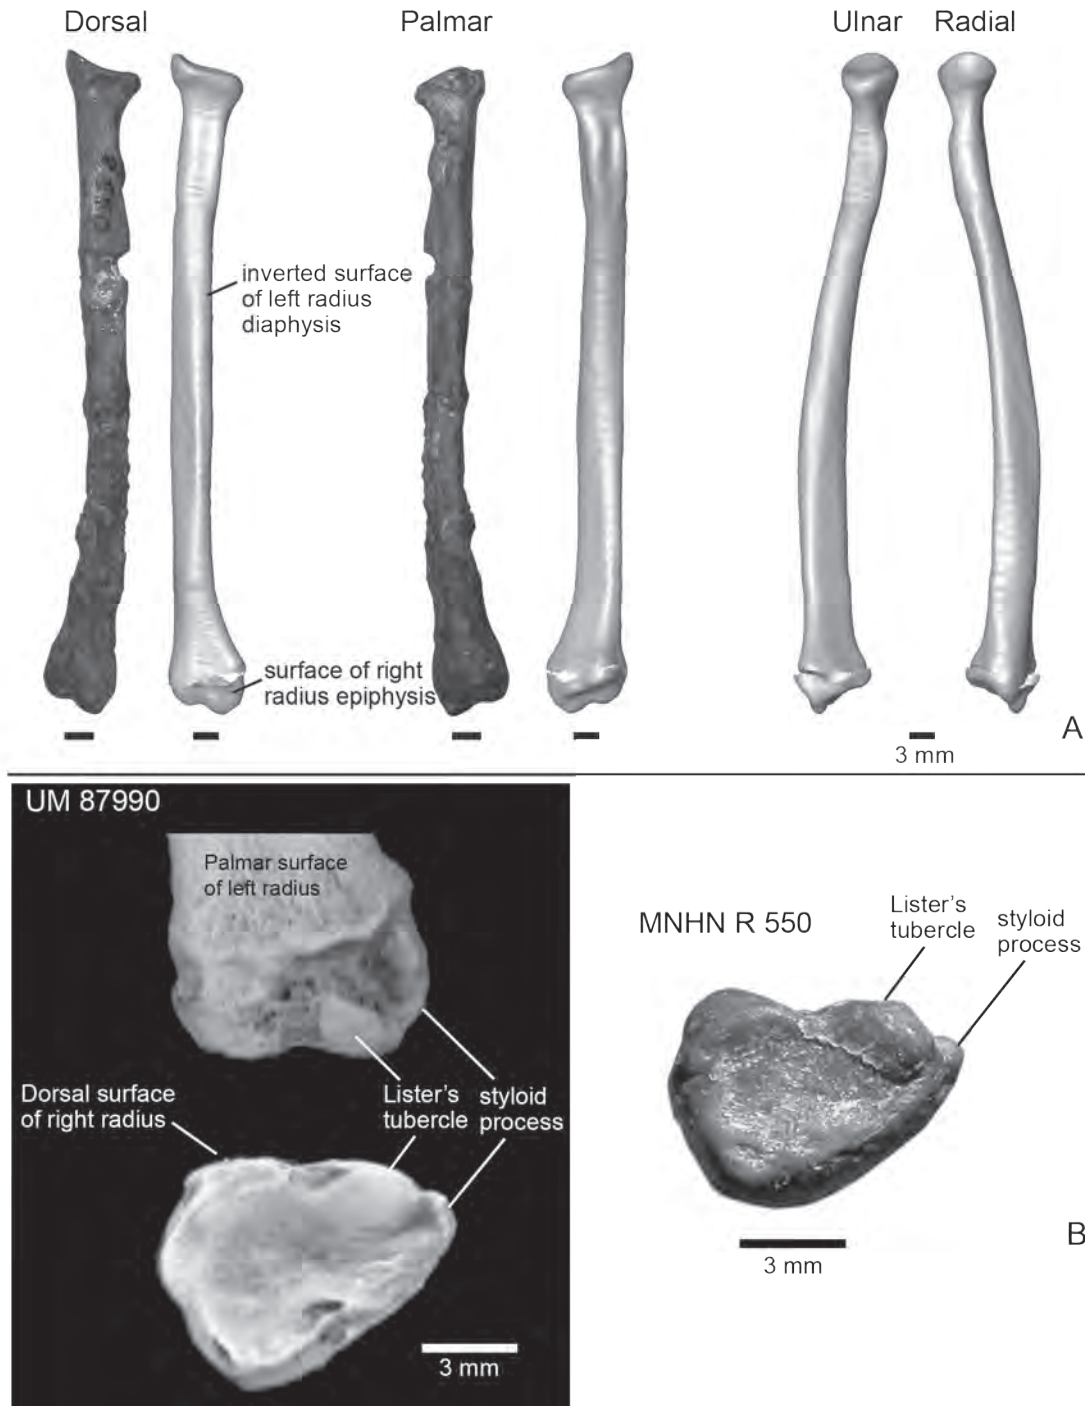 Dorsal
Palmar
Ulnar
Radial
inverted surface
of left radius
diaphysis
surface of right
radius epiphysis
3 mm
A
UM 87990
Palmar surface
of left radius
Dorsal surface
of right radius
Lister's
tubercle
styloid
process
3 mm
MNHN R 550
Lister's
tubercle
styloid
process
3 mm
B